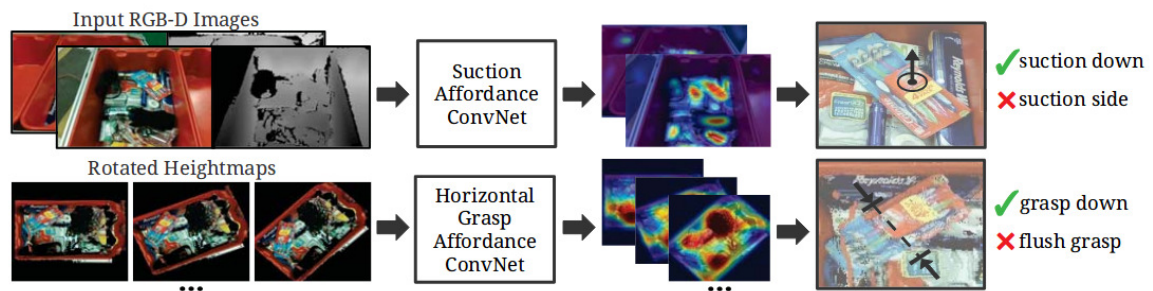 Input RGB-D Images
Suction
Affordance
ConvNet
suction down
suction side
Rotated Heightmaps
Horizontal
Grasp
Affordance
ConvNet
grasp down
flush grasp
...
...
Reynolds